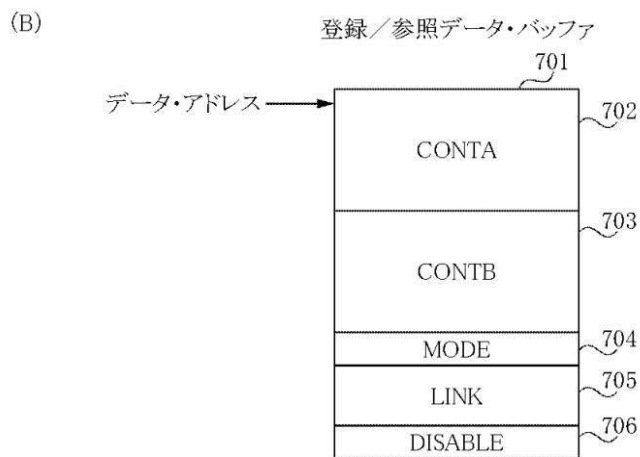 (B)
登録／参照データ・バッファ
701
データ・アドレス
702
CONTA
703
CONTB
704
MODE
705
LINK
706
DISABLE